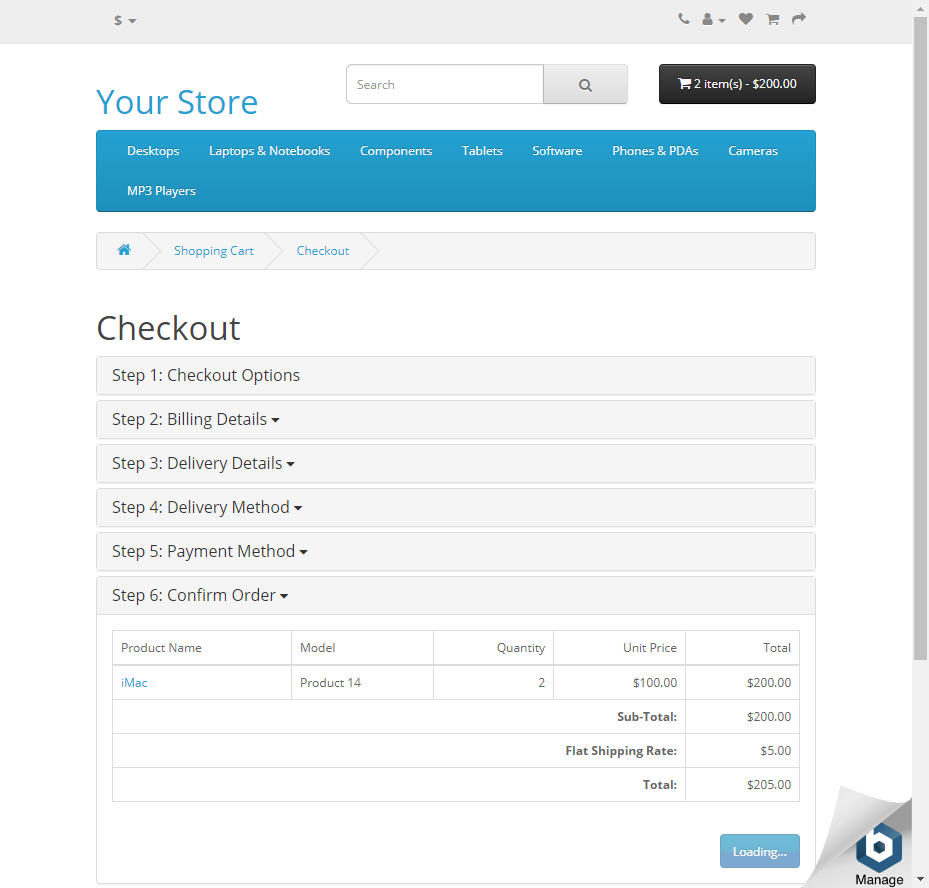 $
Your Store
Search
2 item(s) - $200.00
Desktops Laptops & Notebooks Components Tablets Software Phones & PDAs Cameras
MP3 Players
Shopping Cart Checkout
Checkout
Step 1: Checkout Options
Step 2: Billing Details
Step 3: Delivery Details
Step 4: Delivery Method
Step 5: Payment Method
Step 6: Confirm Order
Product Name Model Quantity Unit Price Total
iMac Product 14 2 $100.00 $200.00
Sub-Total: $200.00
Flat Shipping Rate: $5.00
Total: $205.00
Loading...
Manage